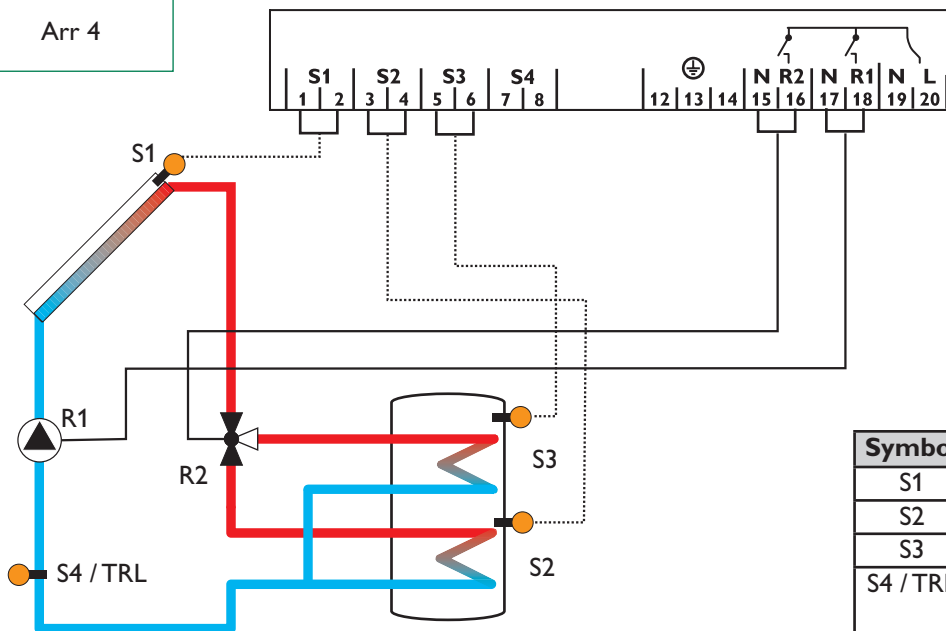 Arr 4
S1 S2 S3 S4 N R2 N R1 N L
1 2 3 4 5 6 7 8 12 13 14 15 16 17 18 19 20
S1
R1
R2
S3
S2
S4 / TRL
Symbo
S1
S2
S3
S4 / TRL